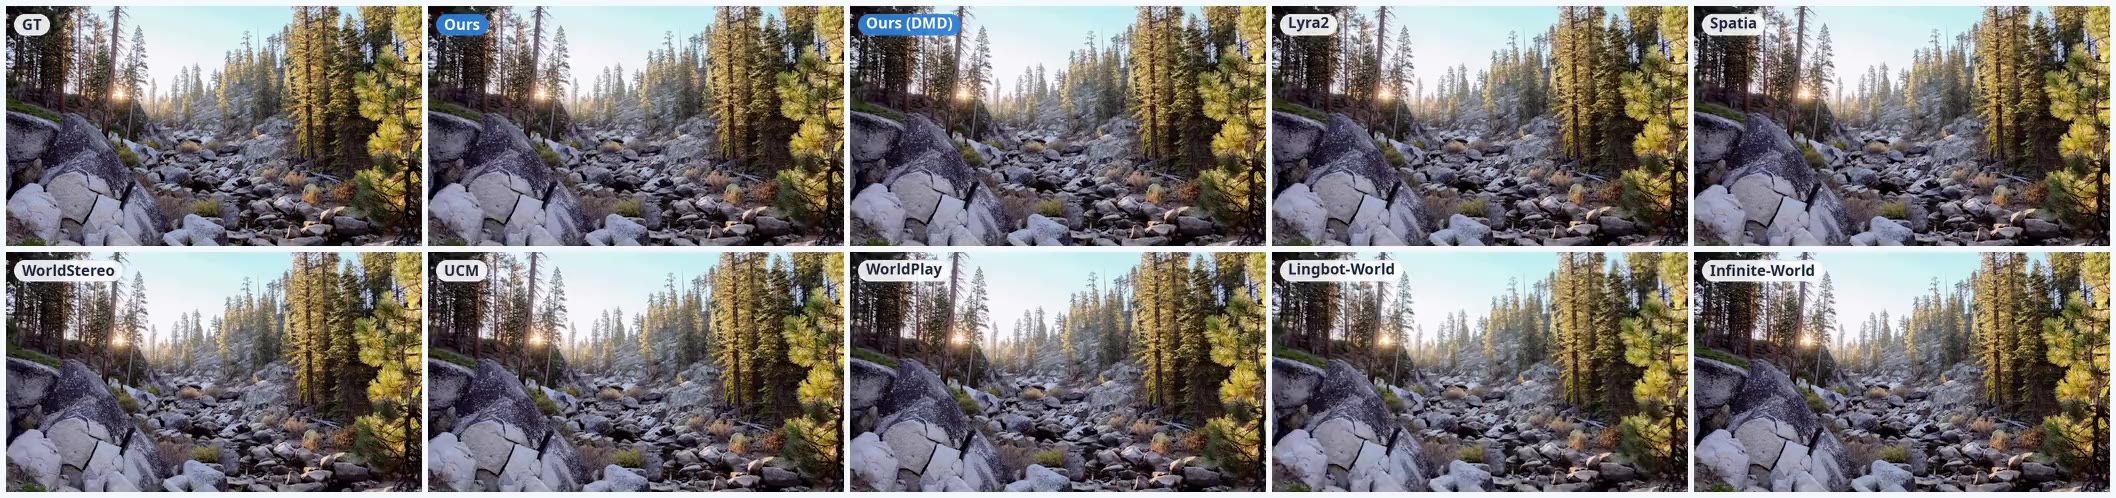 GT
Ours
Ours (DMD)
Lyra2
Spatia
WorldStereo
UCM
WorldPlay
Lingbot-World
Infinite-World